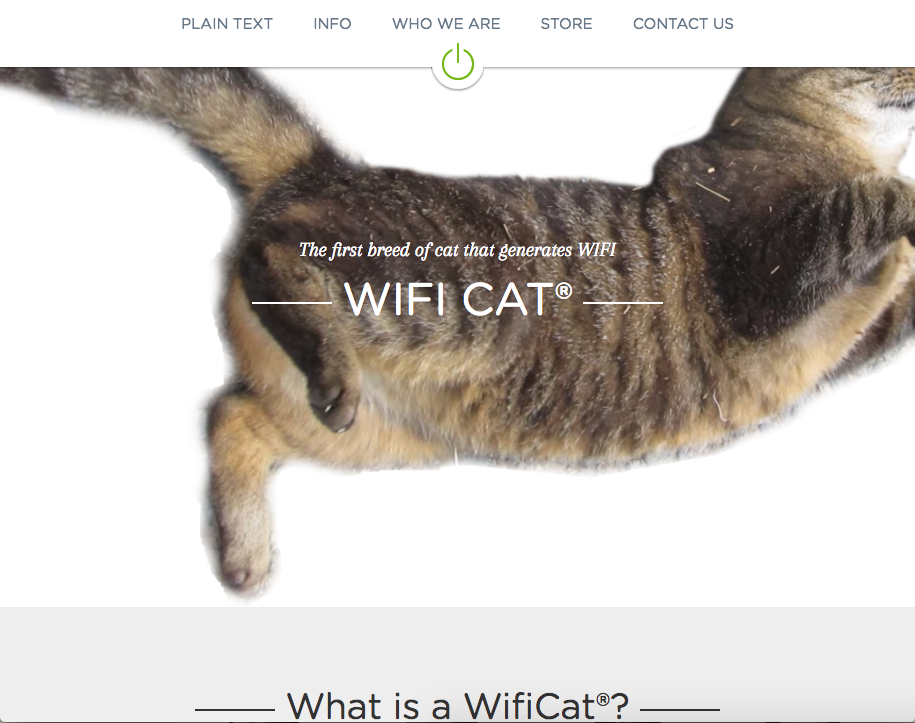 PLAIN TEXT INFO WHO WE ARE STORE CONTACT US
The first breed of cat that generates WIFI
WIFI CAT®
What is a WifiCat®?